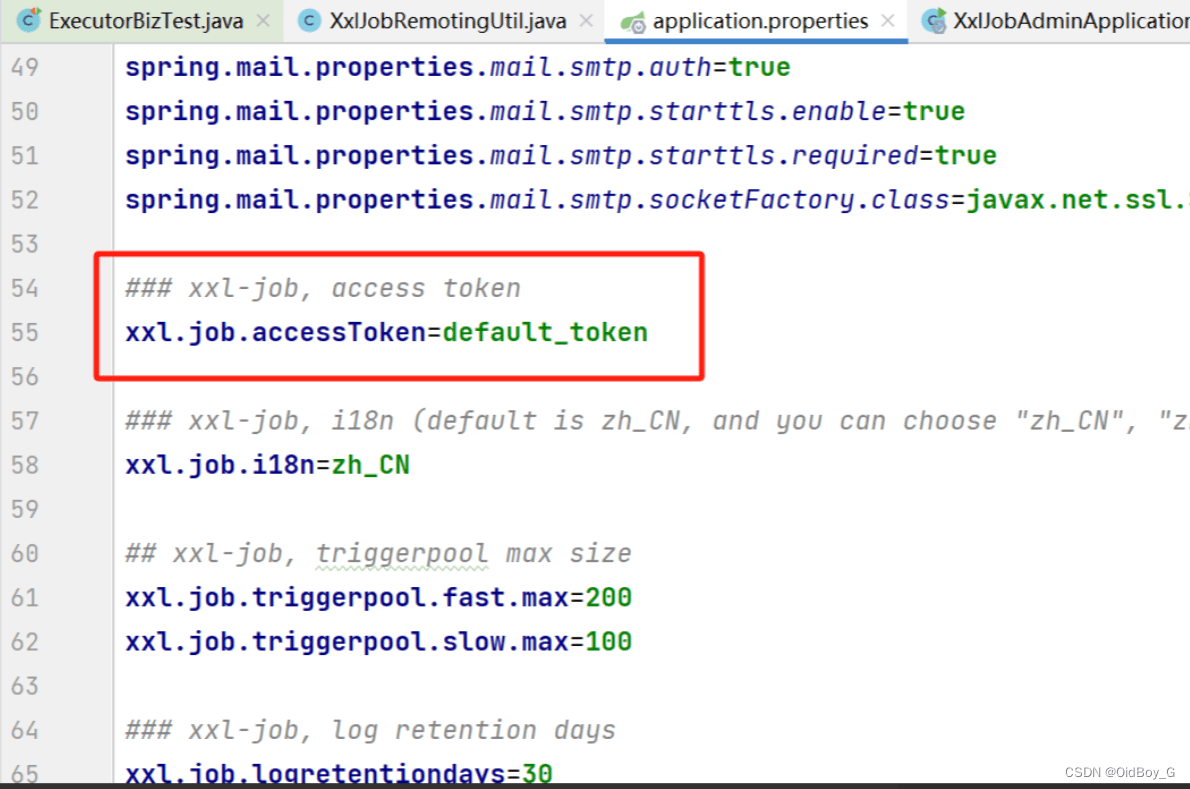 ExecutorBizTest.java XxlJobRemotingUtil.java application.properties XxlJobAdminApplication
49 spring.mail.properties.mail.smtp.auth=true
50 spring.mail.properties.mail.smtp.starttls.enable=true
51 spring.mail.properties.mail.smtp.starttls.required=true
52 spring.mail.properties.mail.smtp.socketFactory.class=javax.net.ssl.
53
54 ### xxl-job, access token
55 xxl.job.accessToken=default_token
56
57 ### xxl-job, i18n (default is zh_CN, and you can choose "zh_CN", "z
58 xxl.job.i18n=zh_CN
59
60 ## xxl-job, triggerpool max size
61 xxl.job.triggerpool.fast.max=200
62 xxl.job.triggerpool.slow.max=100
63
64 ### xxl-job, log retention days
65 xxl.job.logretentiondays=30
CSDN @OidBoy_G